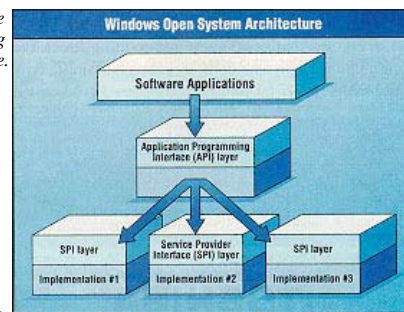 Windows Open System Architecture
e
g
e.
Software Applications
Application Programming
Interface (API) layer
SPI layer
Service Provider
Interface (SPI) layer
SPI layer
Implementation #1
Implementation #2
Implementation #3